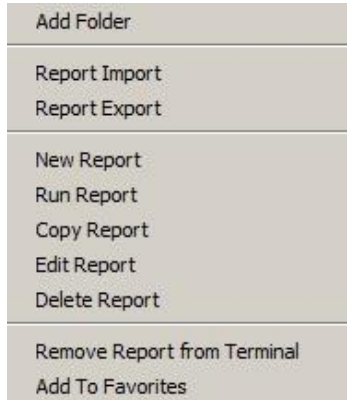 Add Folder
Report Import
Report Export
New Report
Run Report
Copy Report
Edit Report
Delete Report
Remove Report from Terminal
Add To Favorites